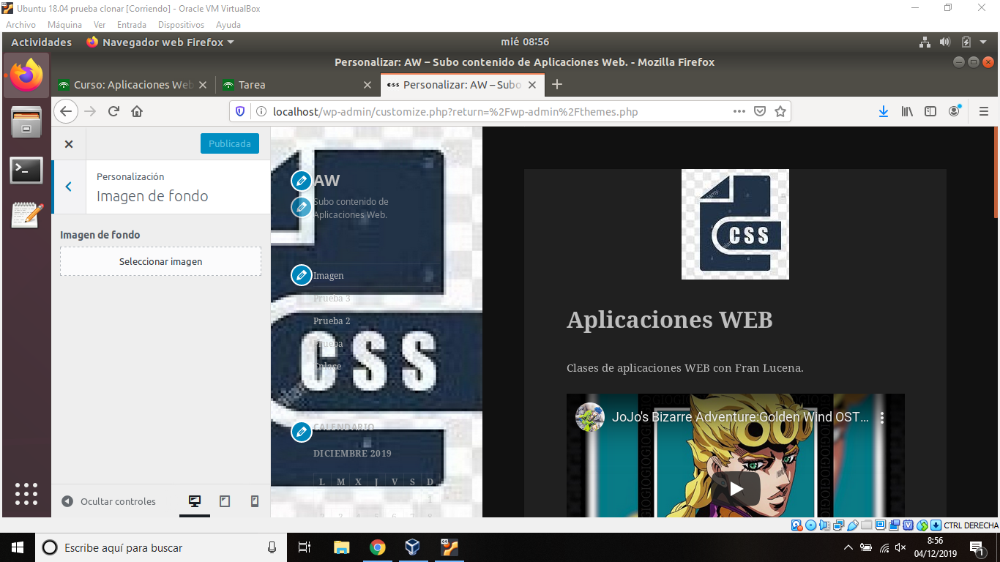 Ubuntu 18.04 prueba clonar [Corriendo] - Oracle VM VirtualBox
Archivo Máquina Ver Entrada Dispositivos Ayuda
Actividades Navegador web Firefox mié 08:56
Personalizar: AW – Subo contenido de Aplicaciones Web. - Mozilla Firefox
Curso: Aplicaciones Web Tarea css Personalizar: AW – Subo
localhost/wp-admin/customize.php?return=%2Fwp-admin%2Fthemes.php
Publicada
Personalización
Imagen de fondo
Imagen de fondo
Seleccionar imagen
Ocultar controles
AW
Subo contenido de
Aplicaciones Web.
Imagen
Prueba 3
Prueba 2
Prueba
Enlace
CSS
CALENDARIO
DICIEMBRE 2019
L M X J V S D
1
2 3 4 5 6 7 8
CSS
Aplicaciones WEB
Clases de aplicaciones WEB con Fran Lucena.
JoJo's Bizarre Adventure:Golden Wind OST...
CTRL DERECHA
Escribe aquí para buscar
8:56
04/12/2019
1